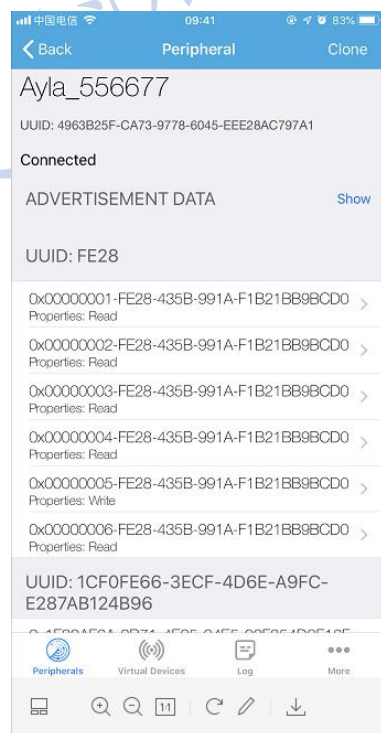 中国电信 09:41 83%
Back Peripheral Clone
Ayla_556677
UUID: 4963B25F-CA73-9778-6045-EEE28AC797A1
Connected
ADVERTISEMENT DATA Show
UUID: FE28
0x00000001-FE28-435B-991A-F1B21BB9BCD0
Properties: Read
0x00000002-FE28-435B-991A-F1B21BB9BCD0
Properties: Read
0x00000003-FE28-435B-991A-F1B21BB9BCD0
Properties: Read
0x00000004-FE28-435B-991A-F1B21BB9BCD0
Properties: Read
0x00000005-FE28-435B-991A-F1B21BB9BCD0
Properties: Write
0x00000006-FE28-435B-991A-F1B21BB9BCD0
Properties: Read
UUID: 1CF0FE66-3ECF-4D6E-A9FC-
E287AB124B96
Peripherals Virtual Devices Log More
1:1